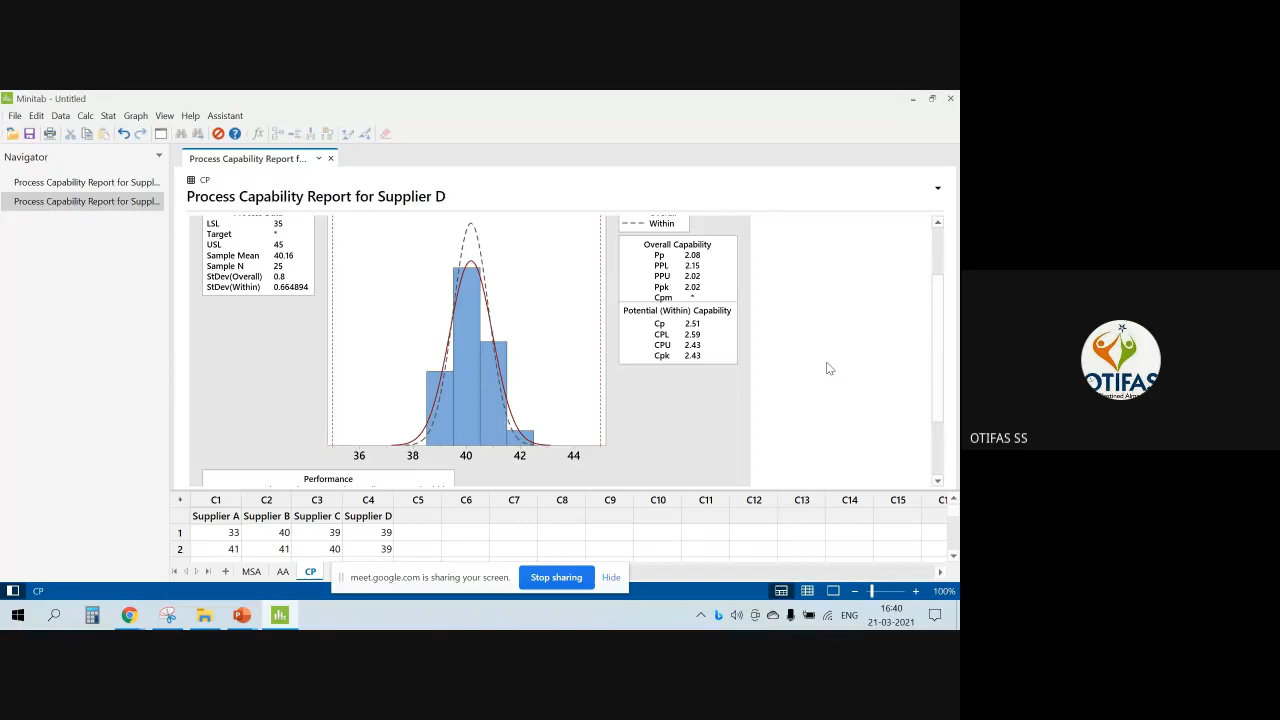 Minitab - Untitled
File Edit Data Calc Stat Graph View Help Assistant
Navigator
Process Capability Report f...
Process Capability Report for Suppl...
Process Capability Report for Suppl...
CP
Process Capability Report for Supplier D
LSL 35
Target *
USL 45
Sample Mean 40.16
Sample N 25
StDev(Overall) 0.8
StDev(Within) 0.664894
Within
Overall Capability
Pp 2.08
PPL 2.15
PPU 2.02
Ppk 2.02
Cpm *
Potential (Within) Capability
Cp 2.51
CPL 2.59
CPU 2.43
Cpk 2.43
36 38 40 42 44
Performance
C1 C2 C3 C4 C5 C6 C7 C8 C9 C10 C11 C12 C13 C14 C15
Supplier A Supplier B Supplier C Supplier D
1 33 40 39 39
2 41 41 40 39
MSA AA CP
meet.google.com is sharing your screen. Stop sharing Hide
CP
100%
ENG
16:40
21-03-2021
OTIFAS
OTIFAS SS